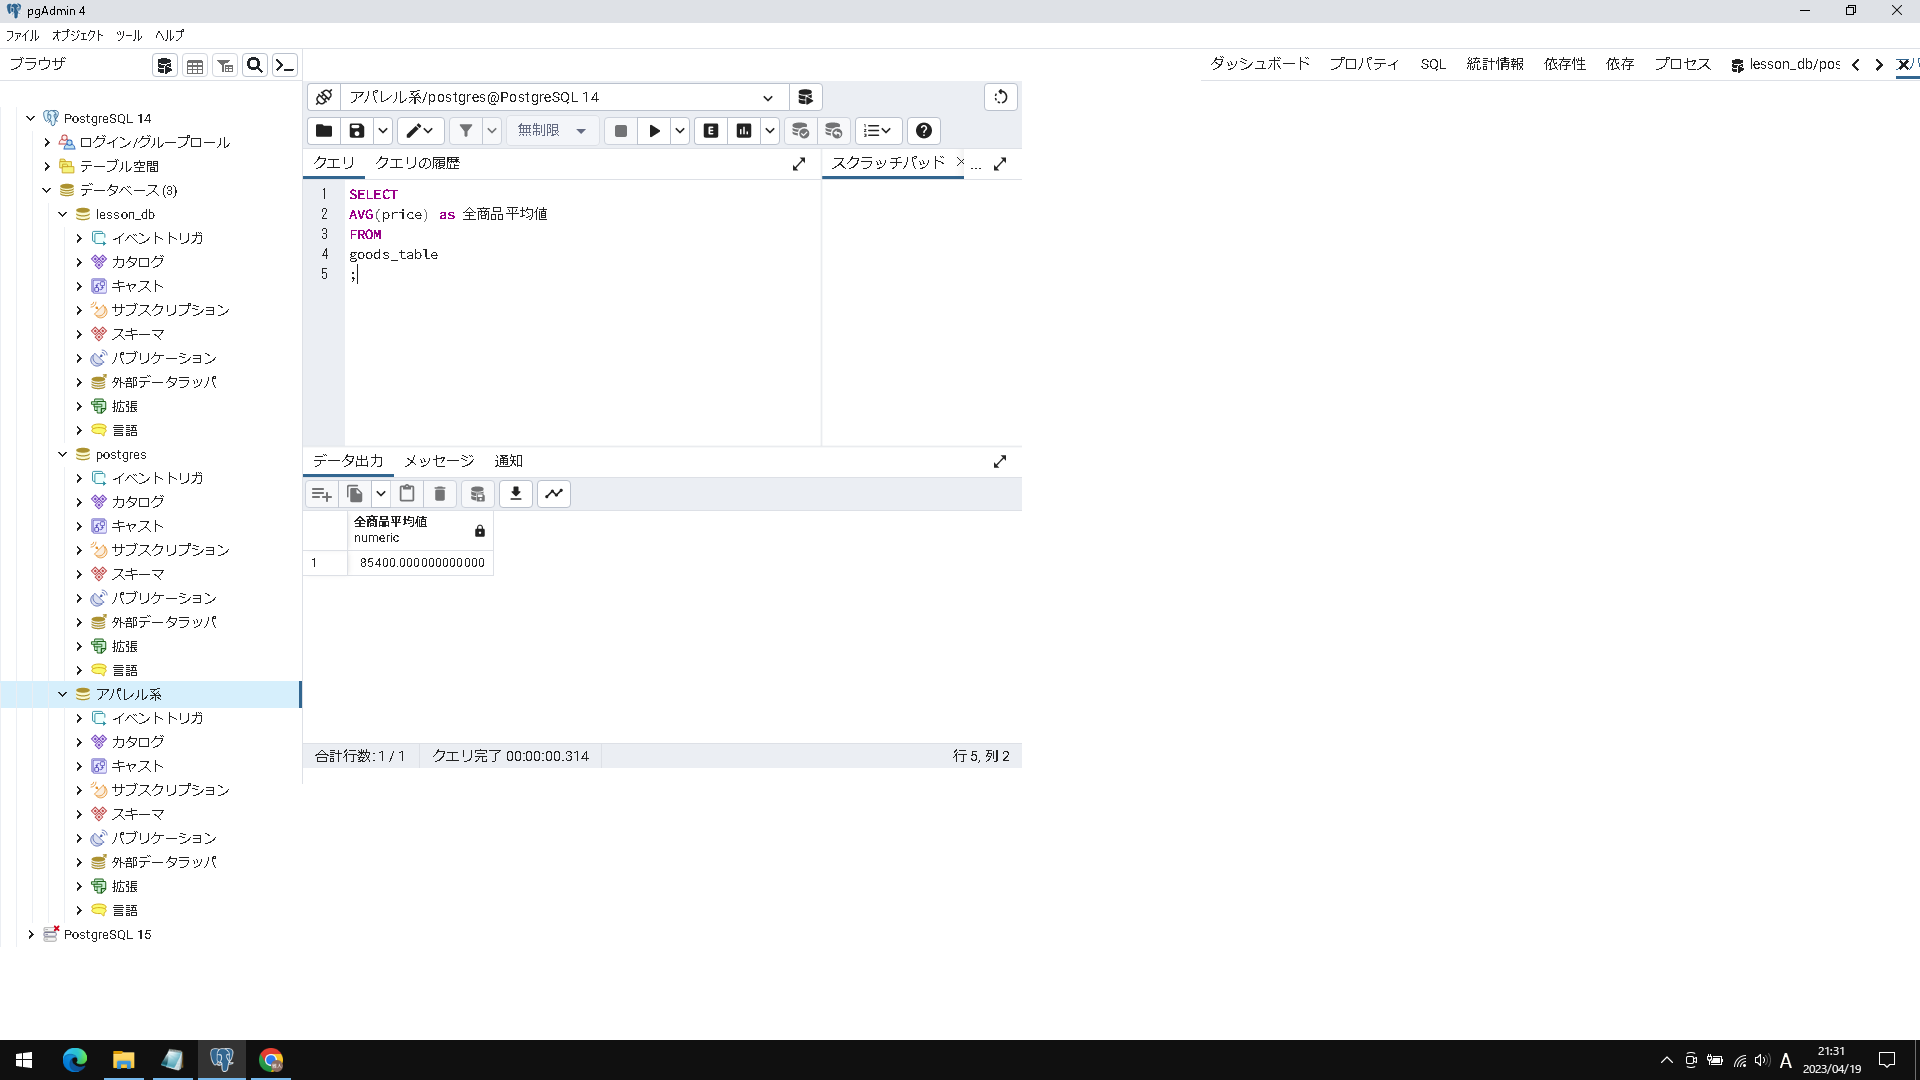 pgAdmin 4
ファイル オブジェクト ツール ヘルプ
ブラウザ
ダッシュボード プロパティ SQL 統計情報 依存性 依存 プロセス lesson_db/pos
PostgreSQL 14
ログイン/グループロール
テーブル空間
データベース (3)
lesson_db
イベントトリガ
カタログ
キャスト
サブスクリプション
スキーマ
パブリケーション
外部データラッパ
拡張
言語
postgres
イベントトリガ
カタログ
キャスト
サブスクリプション
スキーマ
パブリケーション
外部データラッパ
拡張
言語
アパレル系
イベントトリガ
カタログ
キャスト
サブスクリプション
スキーマ
パブリケーション
外部データラッパ
拡張
言語
PostgreSQL 15
アパレル系/postgres@PostgreSQL 14
無制限
E
クエリ クエリの履歴
スクラッチパッド × ...
1 SELECT
2 AVG(price) as 全商品平均値
3 FROM
4 goods_table
5 ;
データ出力 メッセージ 通知
全商品平均値
numeric
1 85400.000000000000
合計行数: 1 / 1 クエリ完了 00:00:00.314 行 5, 列 2
A
21:31
2023/04/19